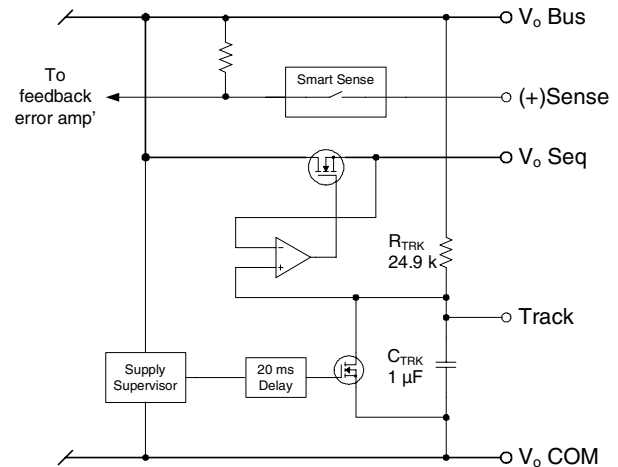 Vo Bus
To
feedback
error amp'
Smart Sense
(+)Sense
Vo Seq
−
+
RTRK
24.9 k
Track
CTRK
1 µF
Supply
Supervisor
20 ms
Delay
Vo COM